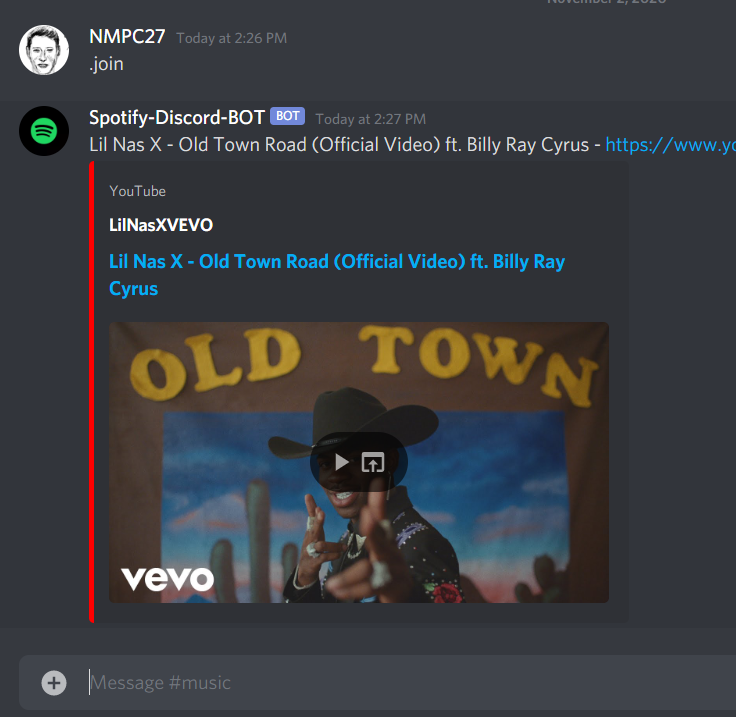 November 2, 2020
NMPC27 Today at 2:26 PM
.join
Spotify-Discord-BOT BOT Today at 2:27 PM
Lil Nas X - Old Town Road (Official Video) ft. Billy Ray Cyrus - https://www.yo
YouTube
LilNasXVEVO
Lil Nas X - Old Town Road (Official Video) ft. Billy Ray
Cyrus
OLD TOWN
vevo
Message #music